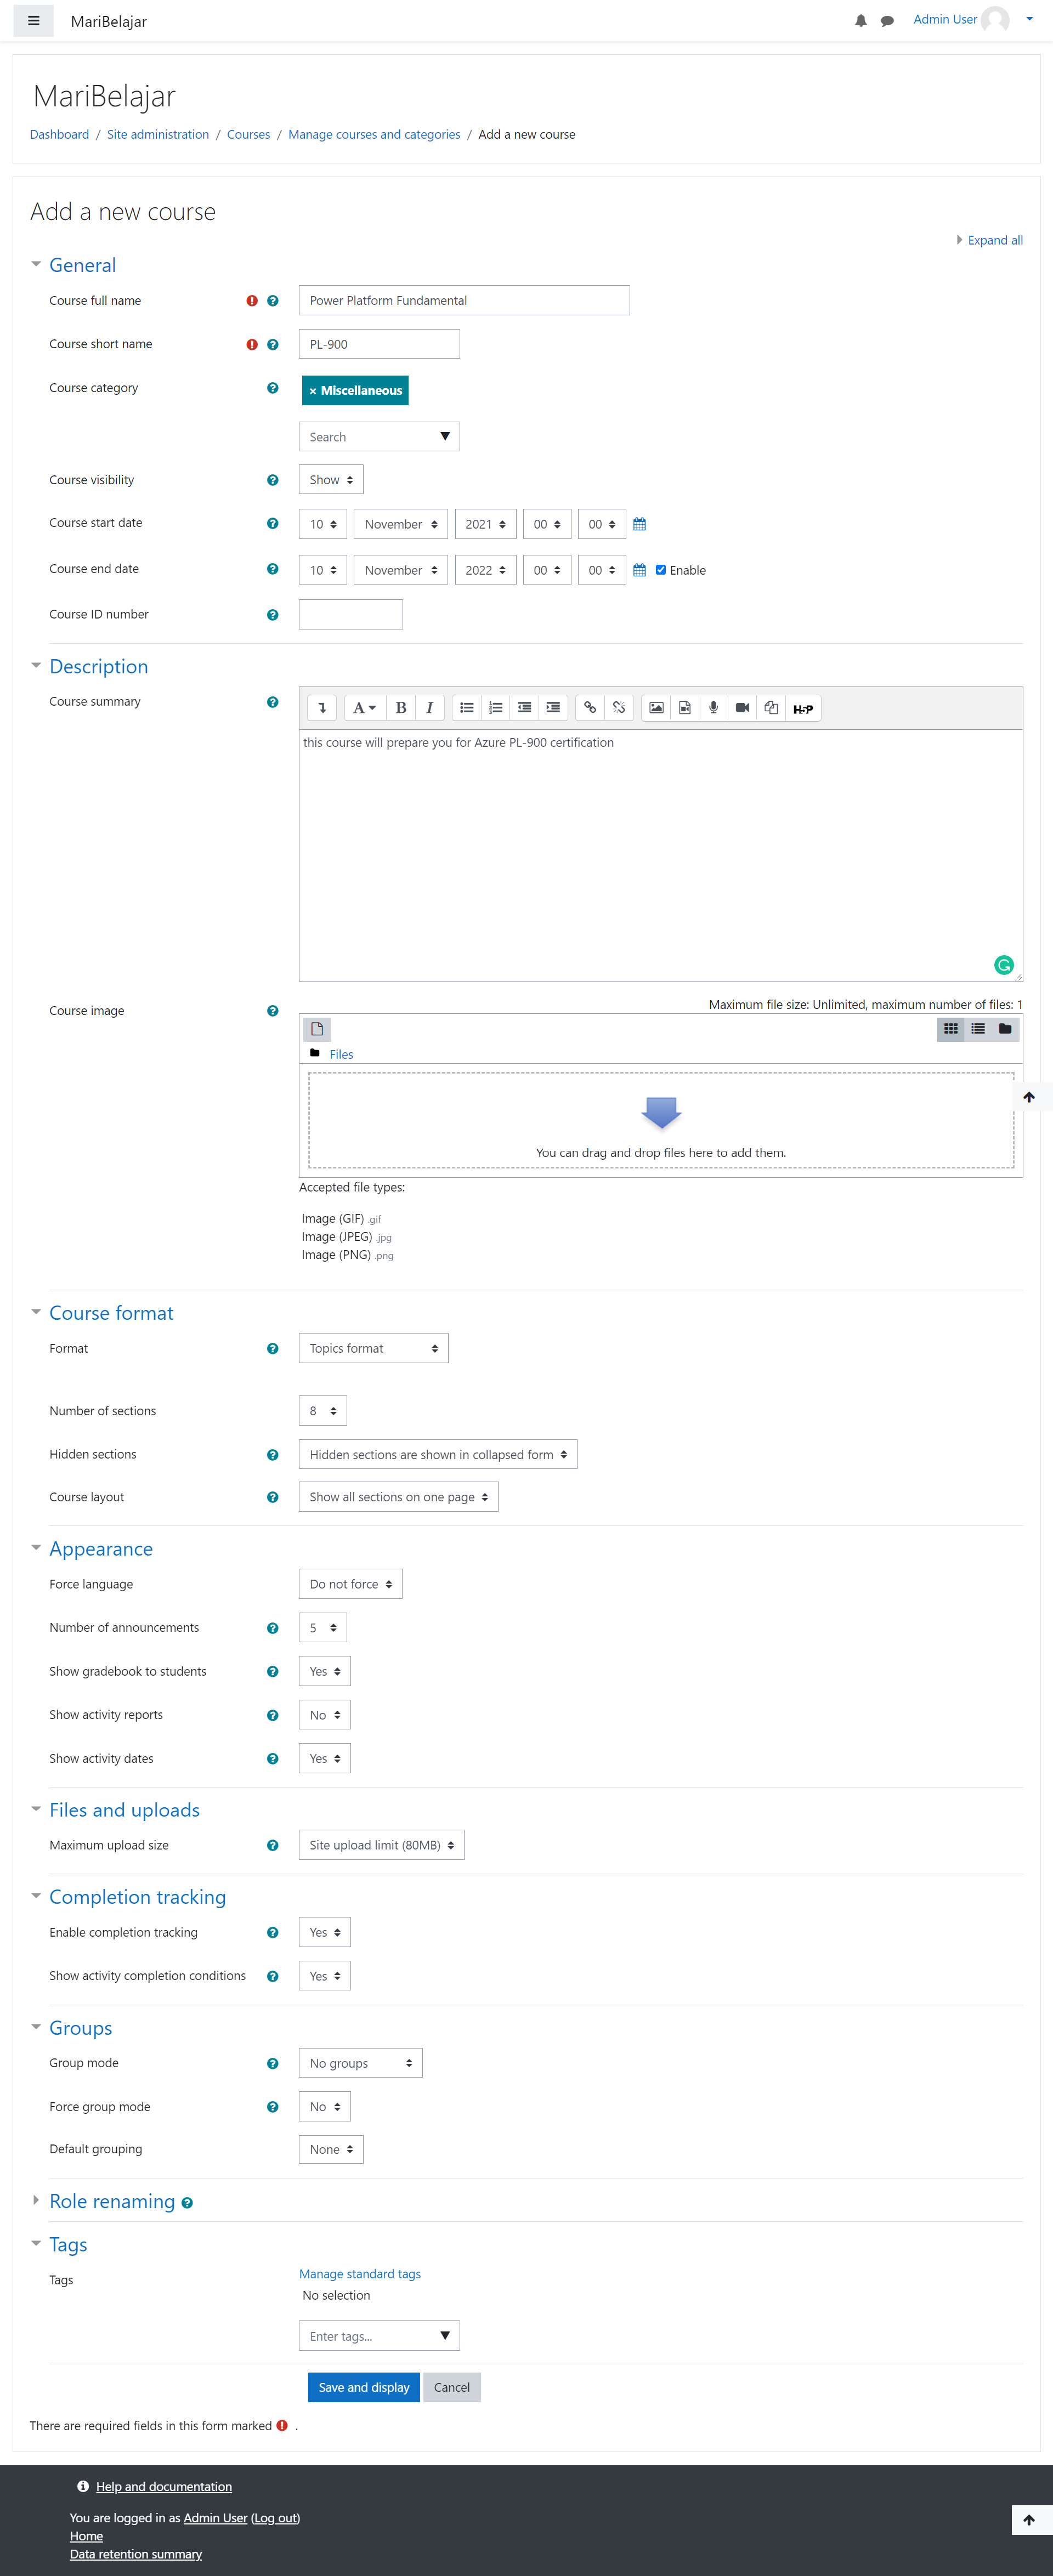 MariBelajar
Admin User
MariBelajar
Dashboard / Site administration / Courses / Manage courses and categories / Add a new course
Add a new course
Expand all
General
Course full name
Power Platform Fundamental
Course short name
PL-900
Course category
× Miscellaneous
Search
Course visibility
Show
Course start date
10 November 2021 00 00
Course end date
10 November 2022 00 00 Enable
Course ID number
Description
Course summary
A B I H5P
this course will prepare you for Azure PL-900 certification
Course image
Maximum file size: Unlimited, maximum number of files: 1
Files
You can drag and drop files here to add them.
Accepted file types:
Image (GIF) .gif
Image (JPEG) .jpg
Image (PNG) .png
Course format
Format
Topics format
Number of sections
8
Hidden sections
Hidden sections are shown in collapsed form
Course layout
Show all sections on one page
Appearance
Force language
Do not force
Number of announcements
5
Show gradebook to students
Yes
Show activity reports
No
Show activity dates
Yes
Files and uploads
Maximum upload size
Site upload limit (80MB)
Completion tracking
Enable completion tracking
Yes
Show activity completion conditions
Yes
Groups
Group mode
No groups
Force group mode
No
Default grouping
None
Role renaming
Tags
Tags
Manage standard tags
No selection
Enter tags...
Save and display Cancel
There are required fields in this form marked .
Help and documentation
You are logged in as Admin User (Log out)
Home
Data retention summary